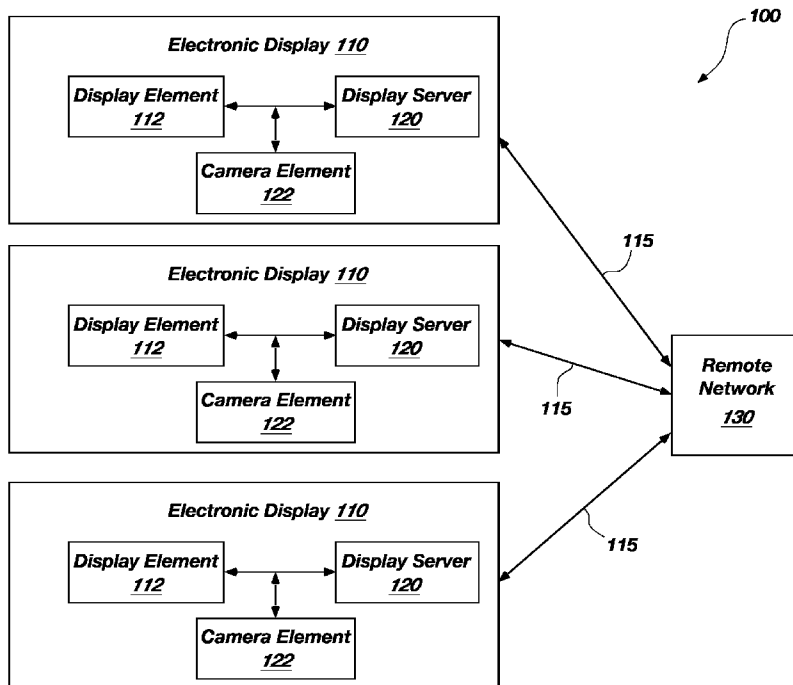 100
Electronic Display 110
Display Element
112
Display Server
120
Camera Element
122
115
Electronic Display 110
Display Element
112
Display Server
120
Camera Element
122
115
Remote
Network
130
Electronic Display 110
Display Element
112
Display Server
120
Camera Element
122
115